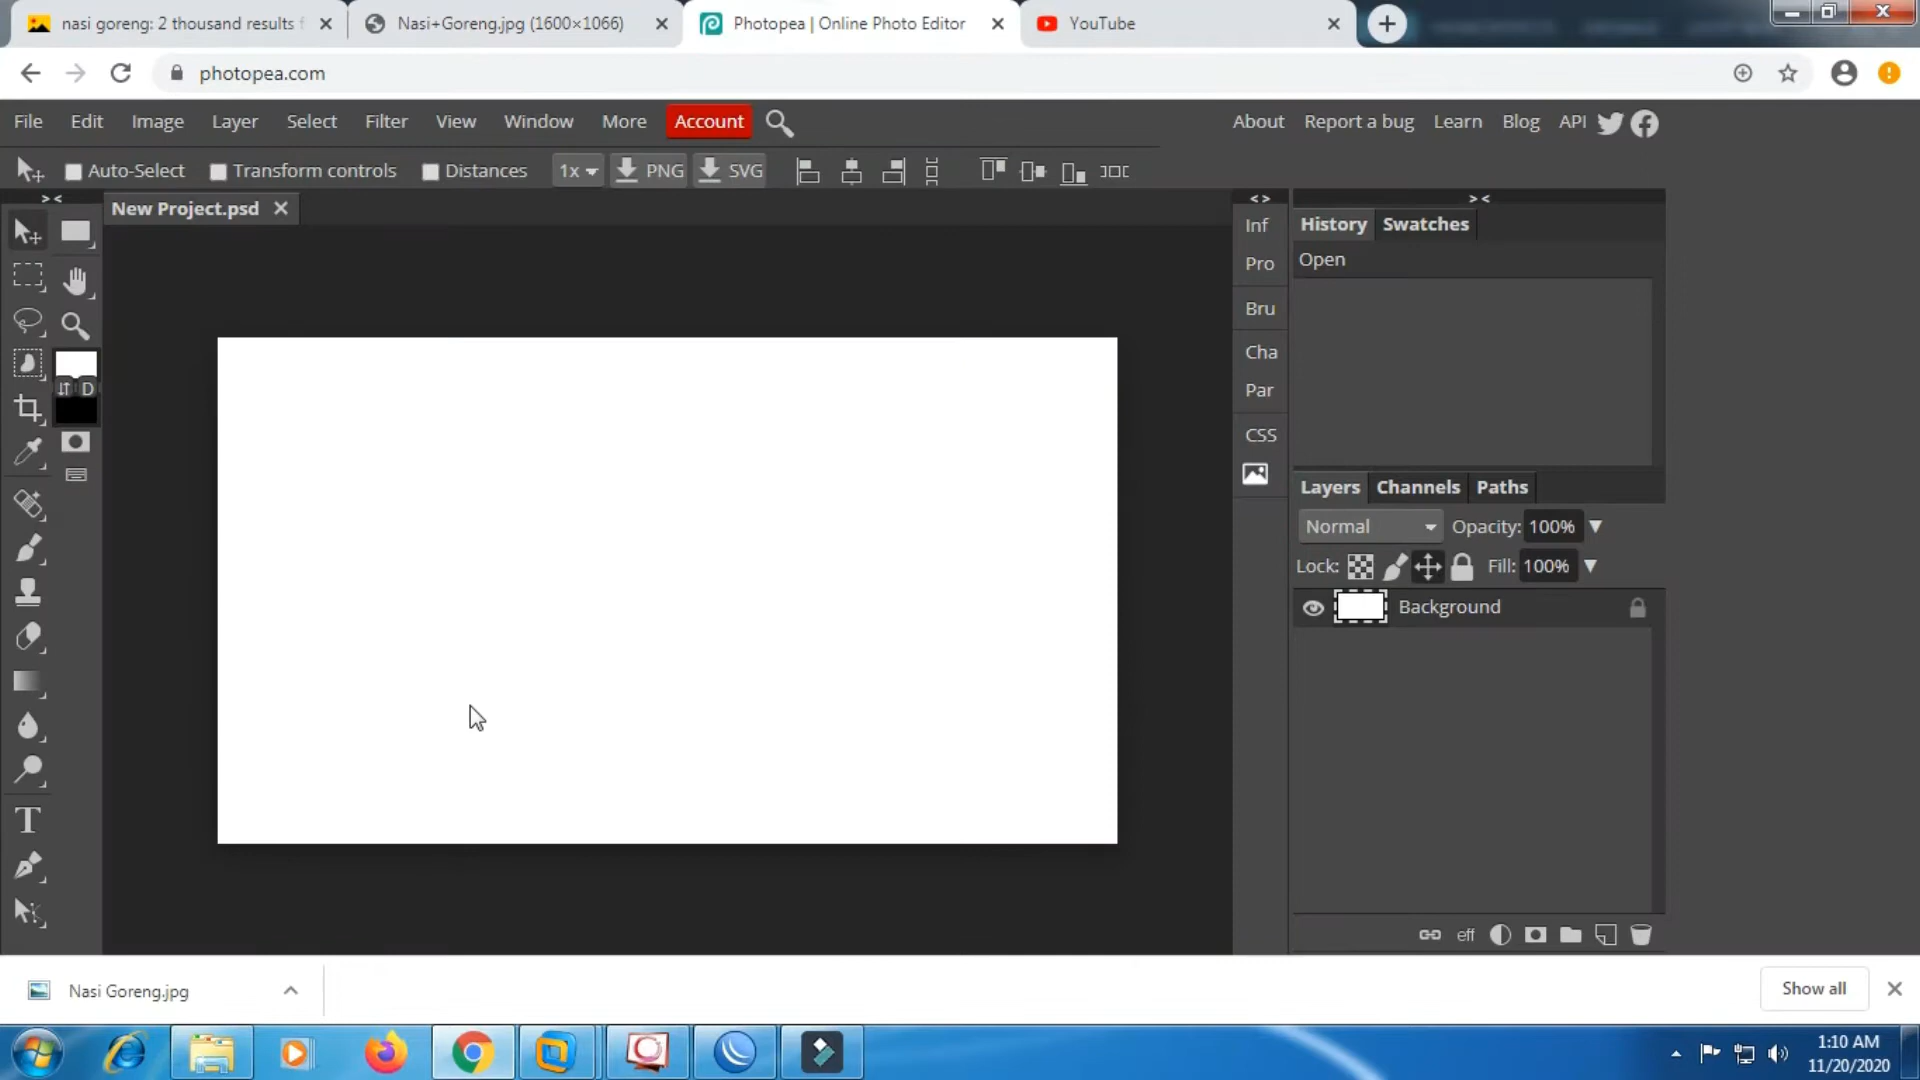 nasi goreng: 2 thousand results
Nasi+Goreng.jpg (1600×1066)
Photopea | Online Photo Editor
YouTube
photopea.com
File Edit Image Layer Select Filter View Window More Account
About Report a bug Learn Blog API
Auto-Select Transform controls Distances 1x PNG SVG
New Project.psd
D
Inf
Pro
Bru
Cha
Par
CSS
History Swatches
Open
Layers Channels Paths
Normal Opacity: 100%
Lock: Fill: 100%
Background
eff
T
Nasi Goreng.jpg
Show all
1:10 AM
11/20/2020